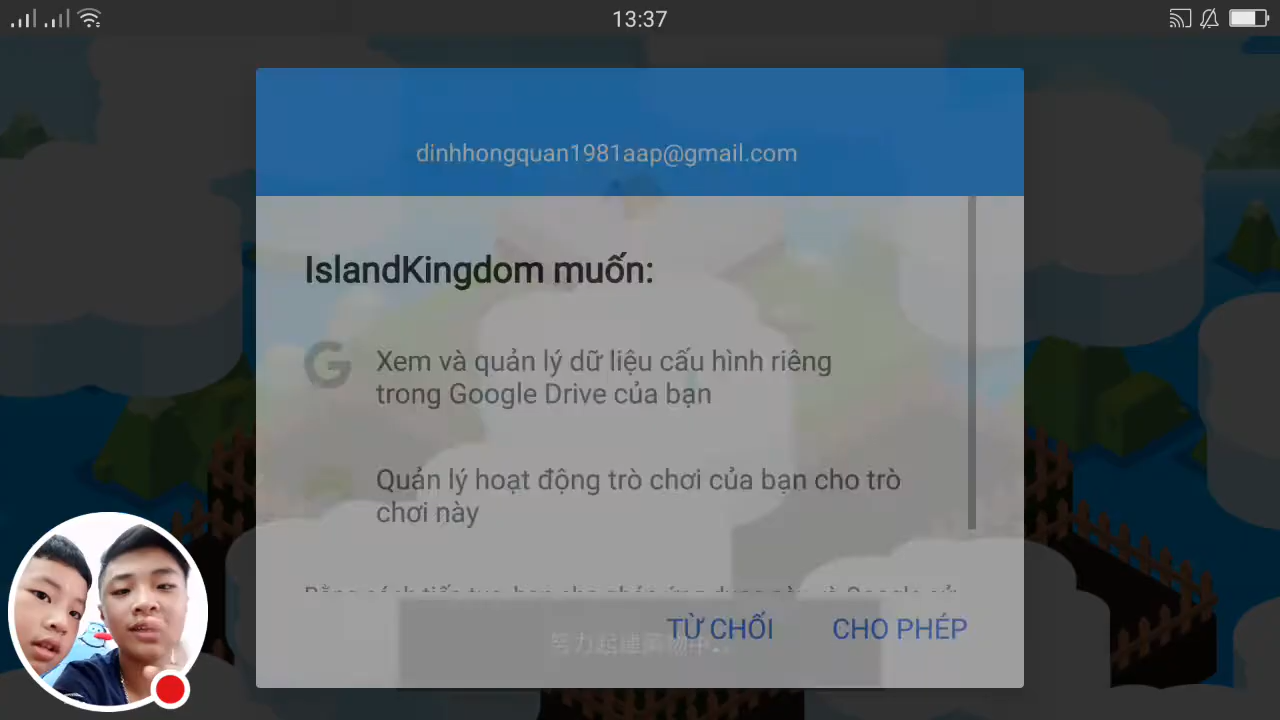 13:37
dinhhongquan1981aap@gmail.com
IslandKingdom muốn:
G
Xem và quản lý dữ liệu cấu hình riêng
trong Google Drive của bạn
Quản lý hoạt động trò chơi của bạn cho trò
chơi này
TỪ CHỐI CHO PHÉP